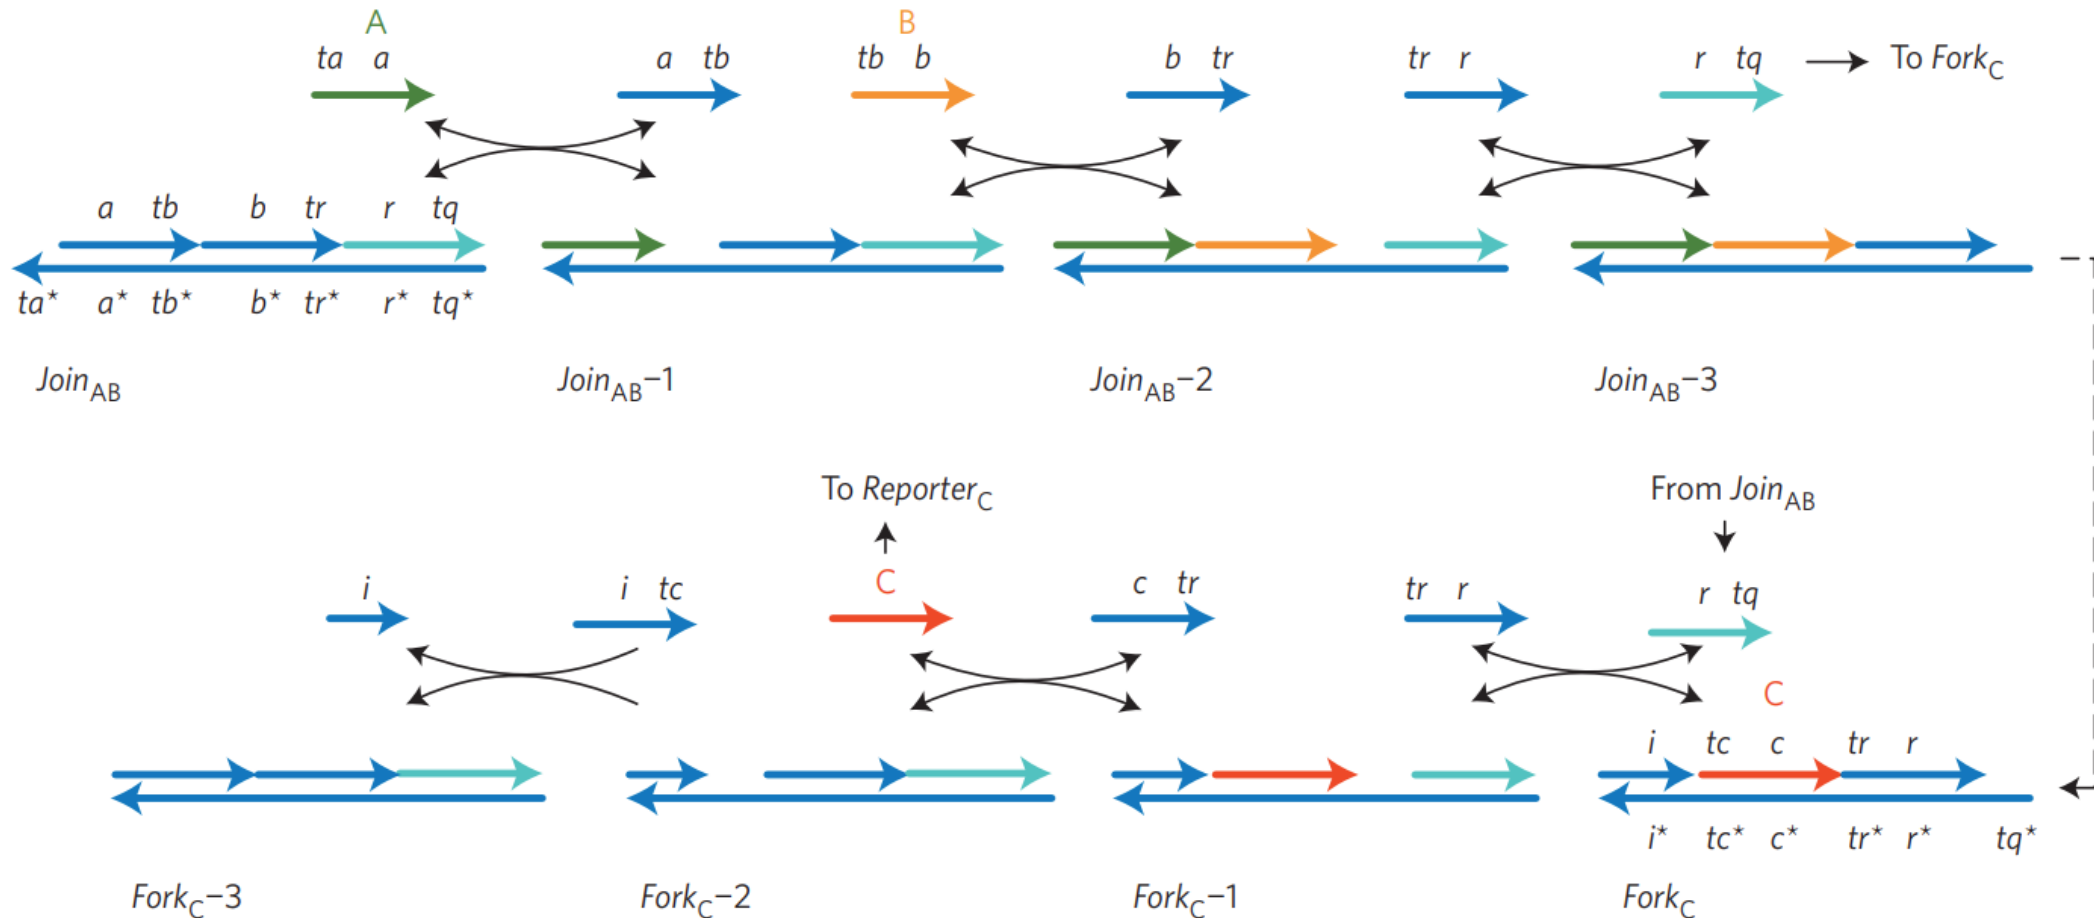 A B
ta a a tb tb b b tr tr r r tq To Fork_C
a tb b tr r tq
ta* a* tb* b* tr* r* tq*
Join_AB Join_AB−1 Join_AB−2 Join_AB−3
To Reporter_C From Join_AB
i i tc C c tr tr r r tq
C
i tc c tr r
i* tc* c* tr* r* tq*
Fork_C−3 Fork_C−2 Fork_C−1 Fork_C